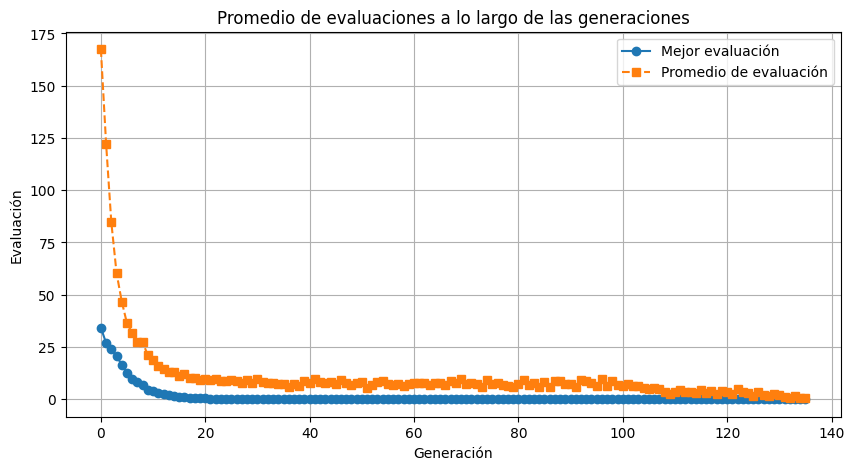 Promedio de evaluaciones a lo largo de las generaciones
Mejor evaluación
Promedio de evaluación
Evaluación
175
150
125
100
75
50
25
0
0 20 40 60 80 100 120 140
Generación